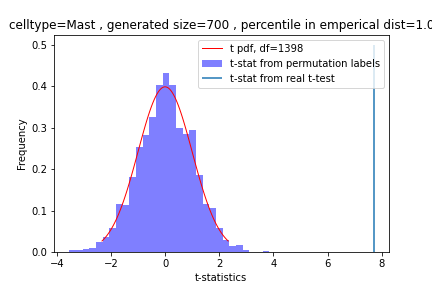 celltype=Mast , generated size=700 , percentile in emperical dist=1.0
t pdf, df=1398
t-stat from permutation labels
t-stat from real t-test
Frequency
0.5
0.4
0.3
0.2
0.1
0.0
−4 −2 0 2 4 6 8
t-statistics